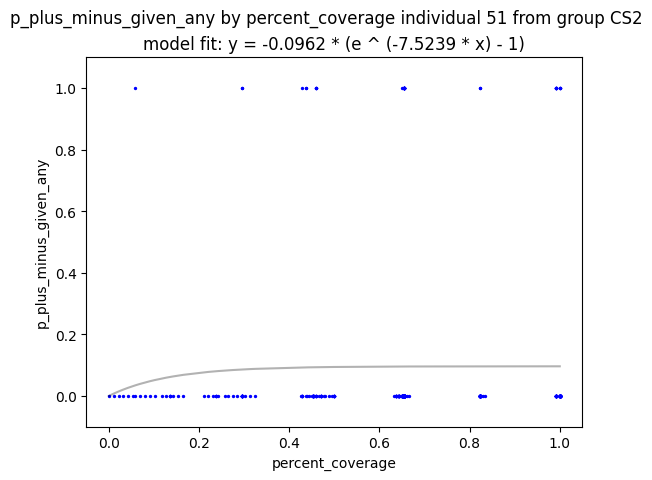 p_plus_minus_given_any by percent_coverage individual 51 from group CS2
model fit: y = -0.0962 * (e ^ (-7.5239 * x) - 1)
1.0
0.8
0.6
0.4
0.2
0.0
p_plus_minus_given_any
0.0 0.2 0.4 0.6 0.8 1.0
percent_coverage